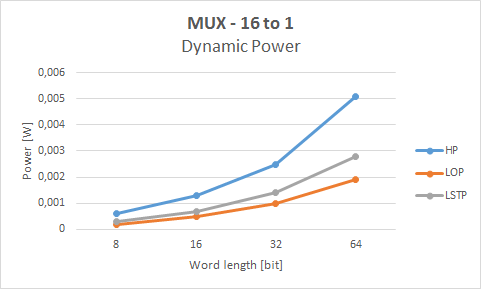 MUX - 16 to 1
Dynamic Power
0,006
0,005
0,004
0,003
0,002
0,001
0
Power [W]
8 16 32 64
Word length [bit]
HP
LOP
LSTP